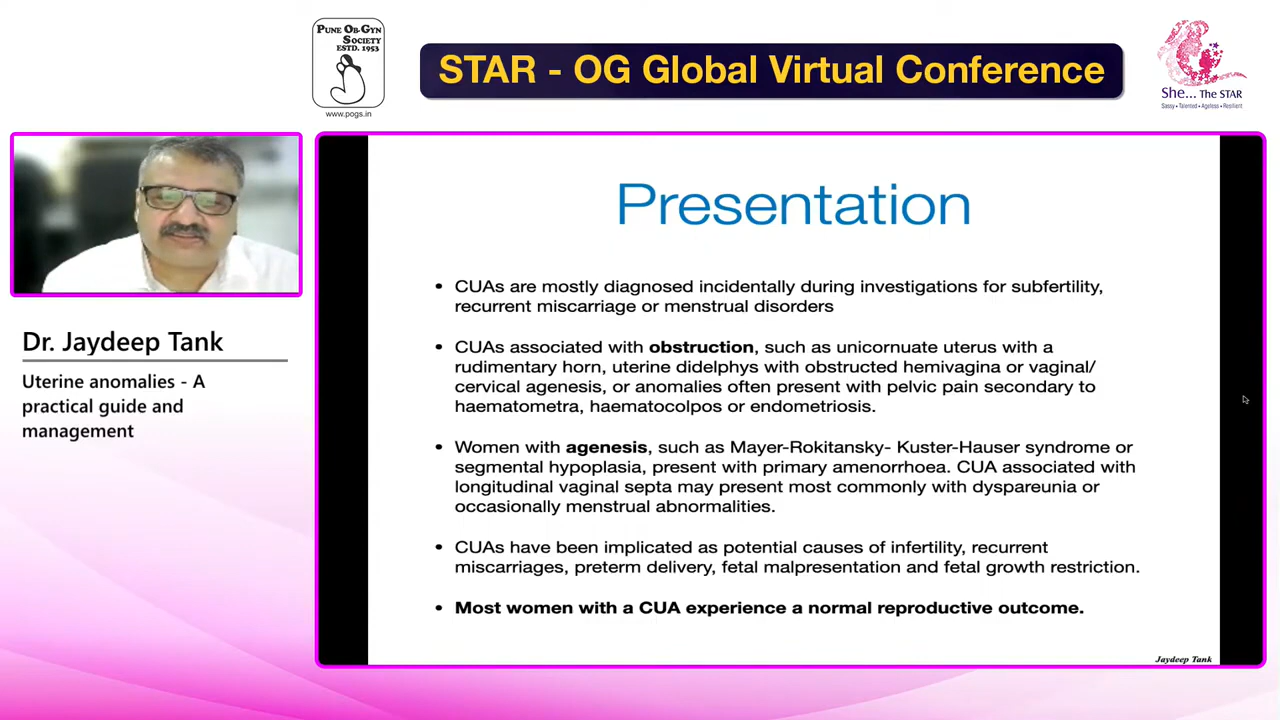 PUNE OB-GYN
SOCIETY
ESTD. 1953
www.pogs.in
STAR - OG Global Virtual Conference
She... The STAR
Sassy • Talented • Ageless • Resilient
Dr. Jaydeep Tank
Uterine anomalies - A
practical guide and
management
Presentation
• CUAs are mostly diagnosed incidentally during investigations for subfertility,
recurrent miscarriage or menstrual disorders
• CUAs associated with obstruction, such as unicornuate uterus with a
rudimentary horn, uterine didelphys with obstructed hemivagina or vaginal/
cervical agenesis, or anomalies often present with pelvic pain secondary to
haematometra, haematocolpos or endometriosis.
• Women with agenesis, such as Mayer-Rokitansky- Kuster-Hauser syndrome or
segmental hypoplasia, present with primary amenorrhoea. CUA associated with
longitudinal vaginal septa may present most commonly with dyspareunia or
occasionally menstrual abnormalities.
• CUAs have been implicated as potential causes of infertility, recurrent
miscarriages, preterm delivery, fetal malpresentation and fetal growth restriction.
• Most women with a CUA experience a normal reproductive outcome.
Jaydeep Tank